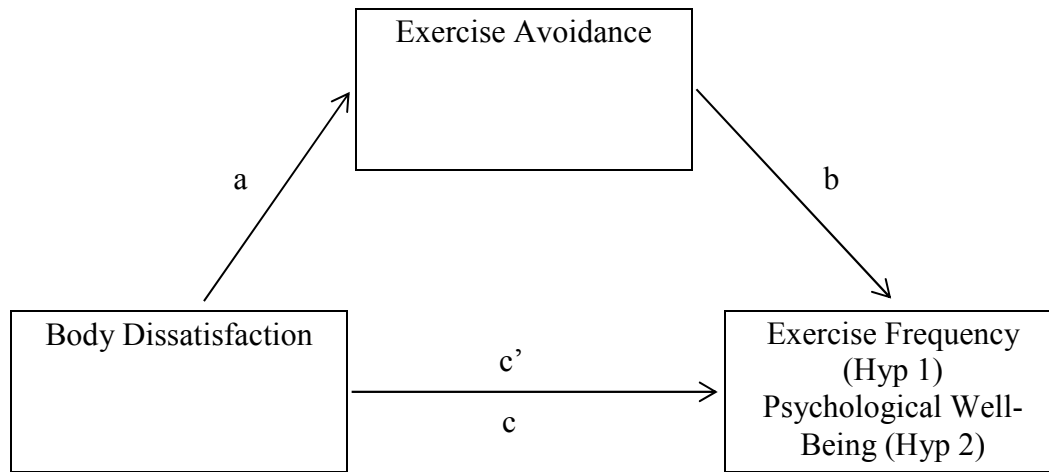 Exercise Avoidance
a
b
Body Dissatisfaction
c’
c
Exercise Frequency
(Hyp 1)
Psychological Well-
Being (Hyp 2)